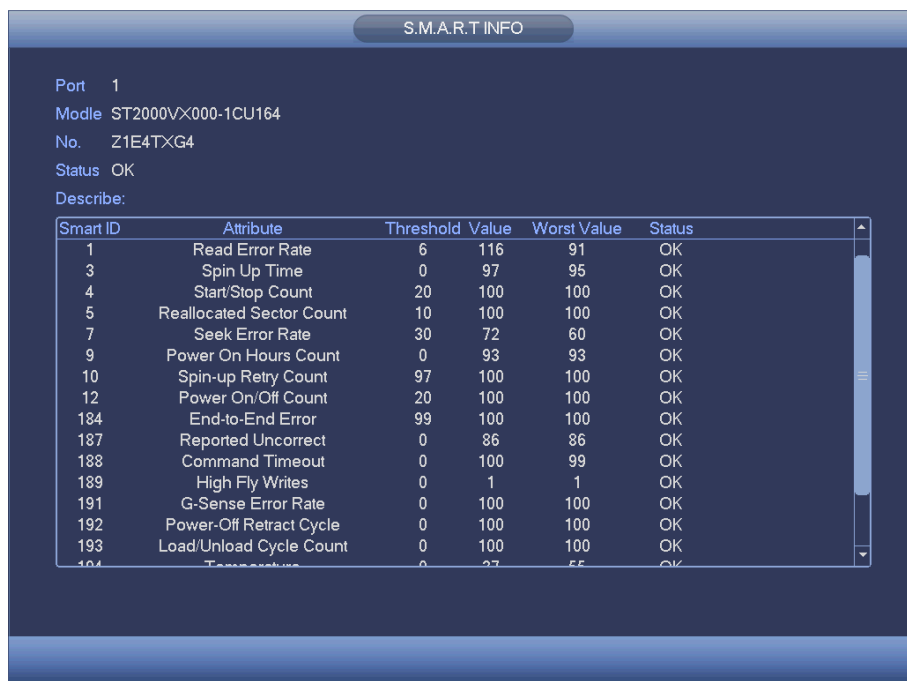 S.M.A.R.T INFO
Port 1
Modle ST2000VX000-1CU164
No. Z1E4TXG4
Status OK
Describe:
Smart ID Attribute Threshold Value Worst Value Status
1 Read Error Rate 6 116 91 OK
3 Spin Up Time 0 97 95 OK
4 Start/Stop Count 20 100 100 OK
5 Reallocated Sector Count 10 100 100 OK
7 Seek Error Rate 30 72 60 OK
9 Power On Hours Count 0 93 93 OK
10 Spin-up Retry Count 97 100 100 OK
12 Power On/Off Count 20 100 100 OK
184 End-to-End Error 99 100 100 OK
187 Reported Uncorrect 0 86 86 OK
188 Command Timeout 0 100 99 OK
189 High Fly Writes 0 1 1 OK
191 G-Sense Error Rate 0 100 100 OK
192 Power-Off Retract Cycle 0 100 100 OK
193 Load/Unload Cycle Count 0 100 100 OK
194 Temperature 0 37 55 OK